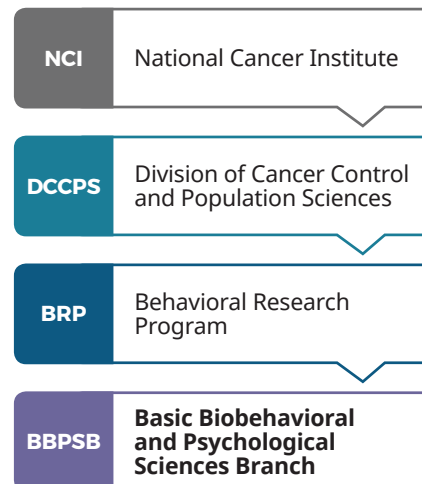 NCI
National Cancer Institute
DCCPS
Division of Cancer Control
and Population Sciences
BRP
Behavioral Research
Program
BBPSB
Basic Biobehavioral
and Psychological
Sciences Branch